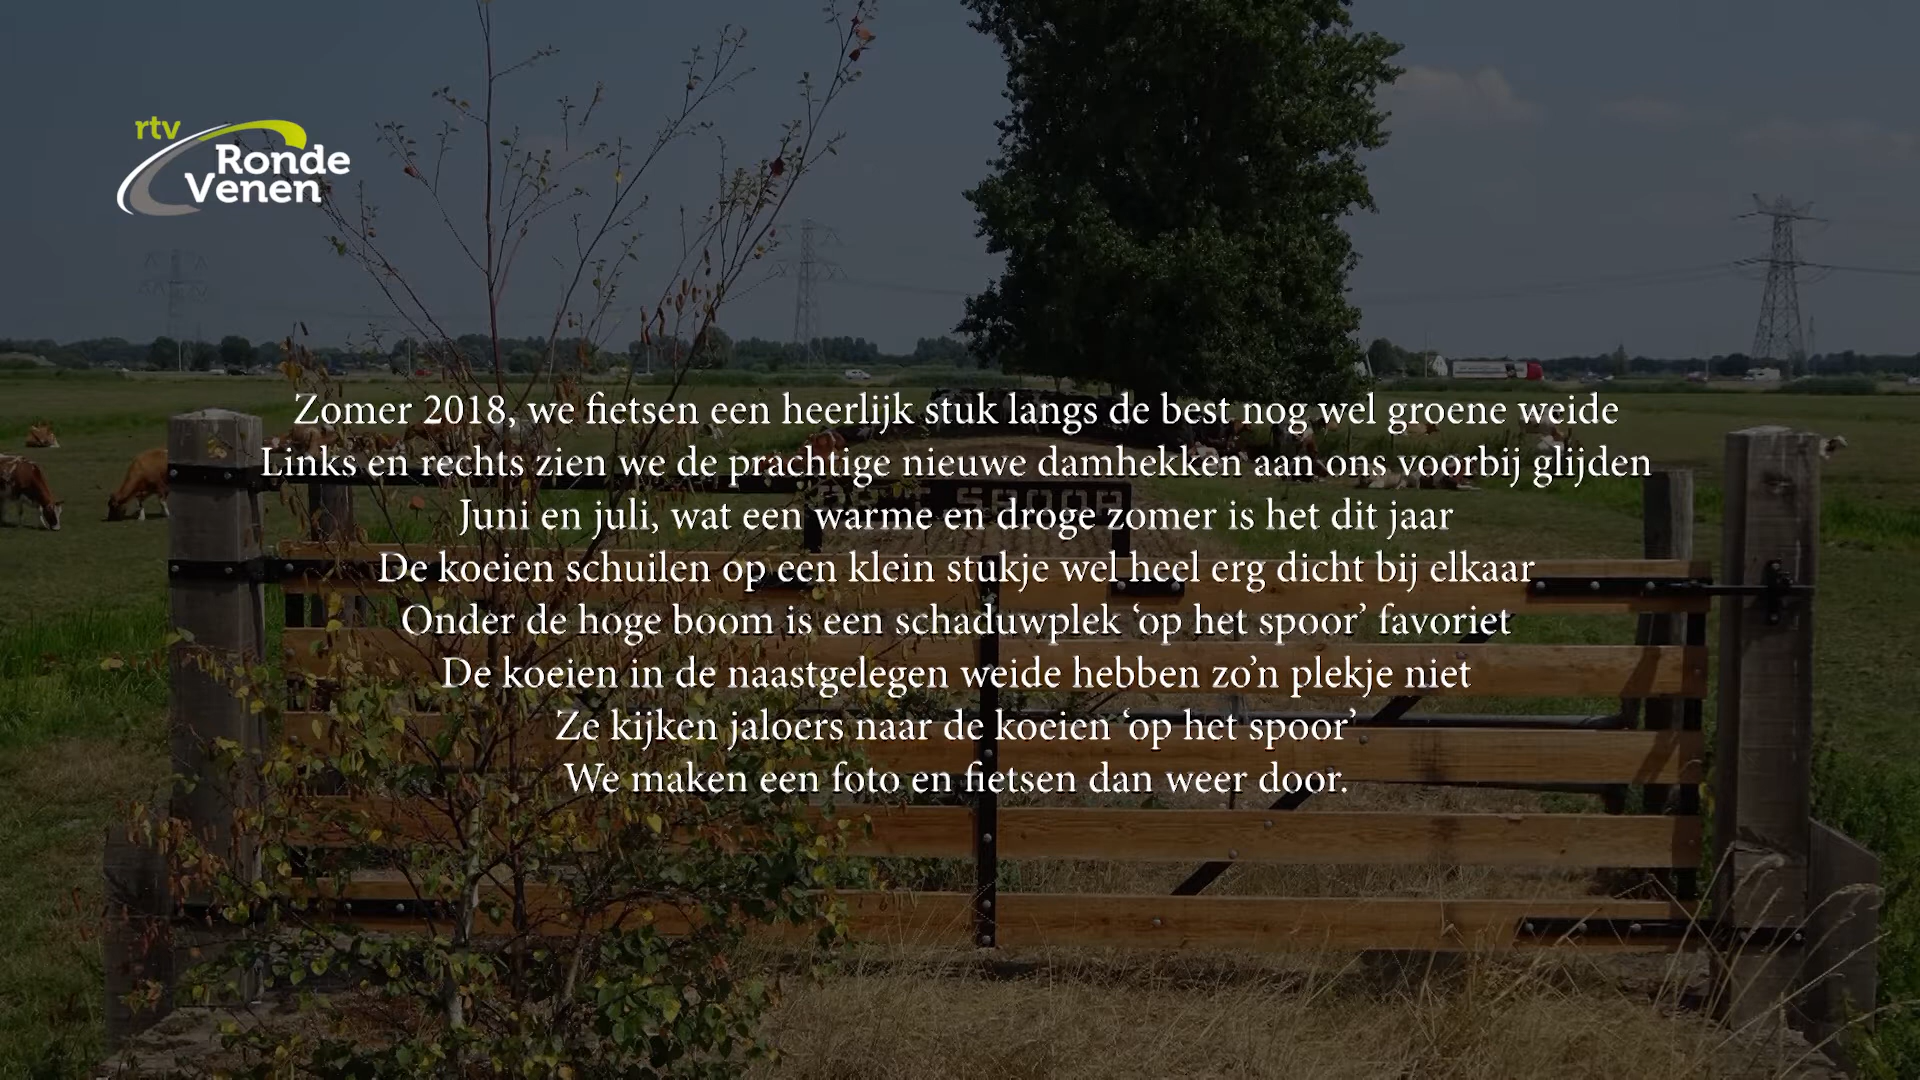 rtv
Ronde
Venen
Zomer 2018, we fietsen een heerlijk stuk langs de best nog wel groene weide
Links en rechts zien we de prachtige nieuwe damhekken aan ons voorbij glijden
Juni en juli, wat een warme en droge zomer is het dit jaar
De koeien schuilen op een klein stukje wel heel erg dicht bij elkaar
Onder de hoge boom is een schaduwplek ‘op het spoor’ favoriet
De koeien in de naastgelegen weide hebben zo’n plekje niet
Ze kijken jaloers naar de koeien ‘op het spoor’
We maken een foto en fietsen dan weer door.